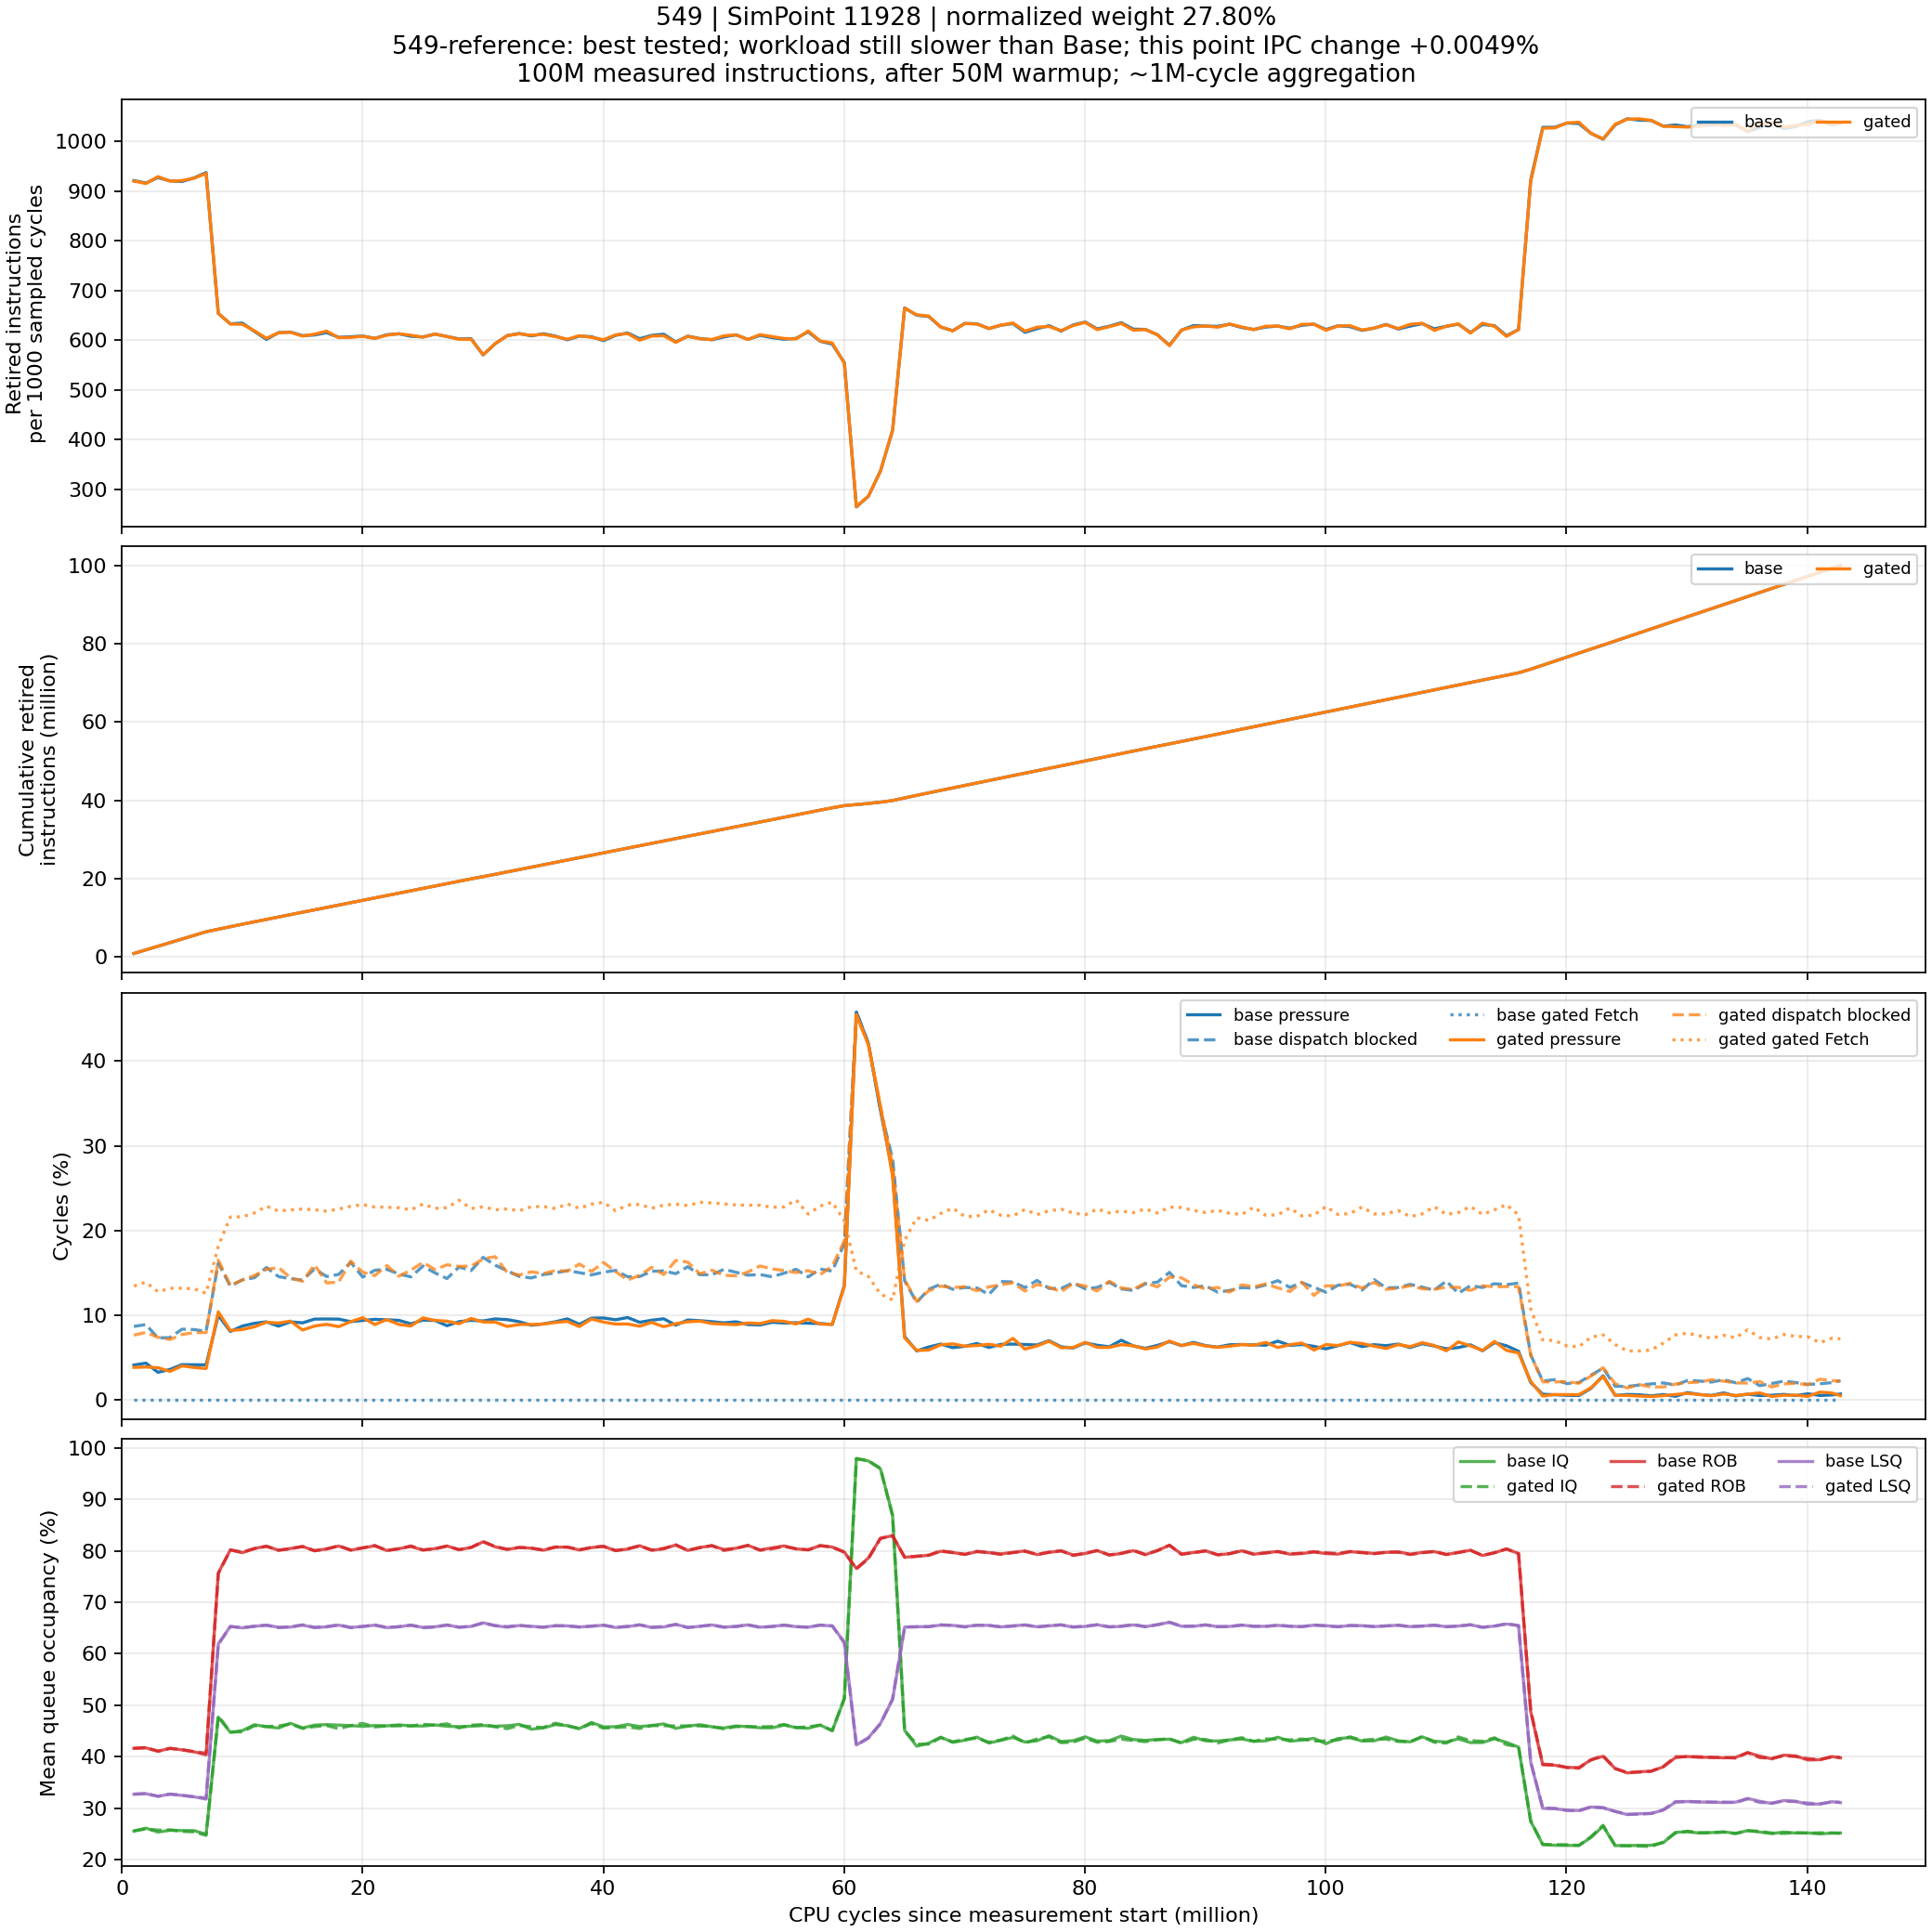 549 | SimPoint 11928 | normalized weight 27.80%
549-reference: best tested; workload still slower than Base; this point IPC change +0.0049%
100M measured instructions, after 50M warmup; ~1M-cycle aggregation
Retired instructions
per 1000 sampled cycles
1000
900
800
700
600
500
400
300
base
gated
Cumulative retired
instructions (million)
100
80
60
40
20
0
base
gated
Cycles (%)
40
30
20
10
0
base pressure
base dispatch blocked
base gated Fetch
gated pressure
gated dispatch blocked
gated gated Fetch
Mean queue occupancy (%)
100
90
80
70
60
50
40
30
20
base IQ
gated IQ
base ROB
gated ROB
base LSQ
gated LSQ
0 20 40 60 80 100 120 140
CPU cycles since measurement start (million)